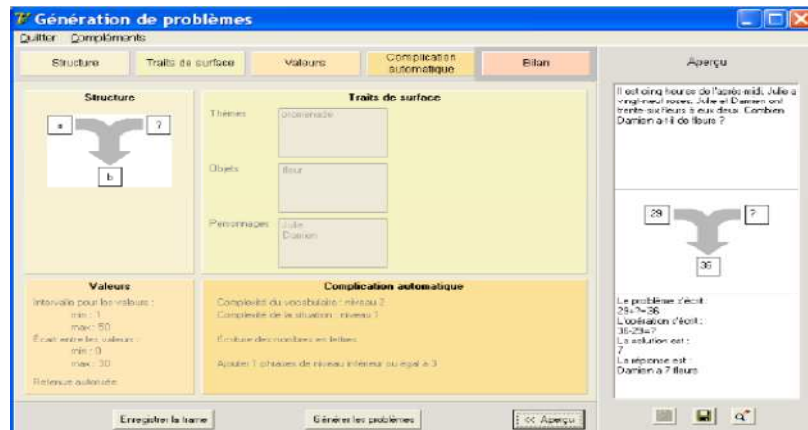 Génération de problèmes
Quitter Compléments
Structure
Traits de surface
Valeurs
Complication
automatique
Bilan
Aperçu
Structure
a
?
b
Traits de surface
Thèmes
promenade
Objets
fleur
Personnages
Julie
Damien
Valeurs
Intervalle pour les valeurs :
min : 1
max : 50
Écart entre les valeurs :
min : 0
max : 30
Retenue autorisée
Complication automatique
Complexité du vocabulaire : niveau 2
Complexité de la situation : niveau 1
Écriture des nombres en lettres
Ajouter 1 phrases de niveau inférieur ou égal à 3
Enregistrer la trame
Générer les problèmes
<< Aperçu
Il est cinq heures de l'après-midi. Julie a
vingt-neuf roses. Julie et Damien ont
trente-six fleurs à eux deux. Combien
Damien a-t-il de fleurs ?
29
?
36
Le problème s'écrit :
29+?=36
L'opération s'écrit :
36-29=?
La solution est :
7
La réponse est :
Damien a 7 fleurs